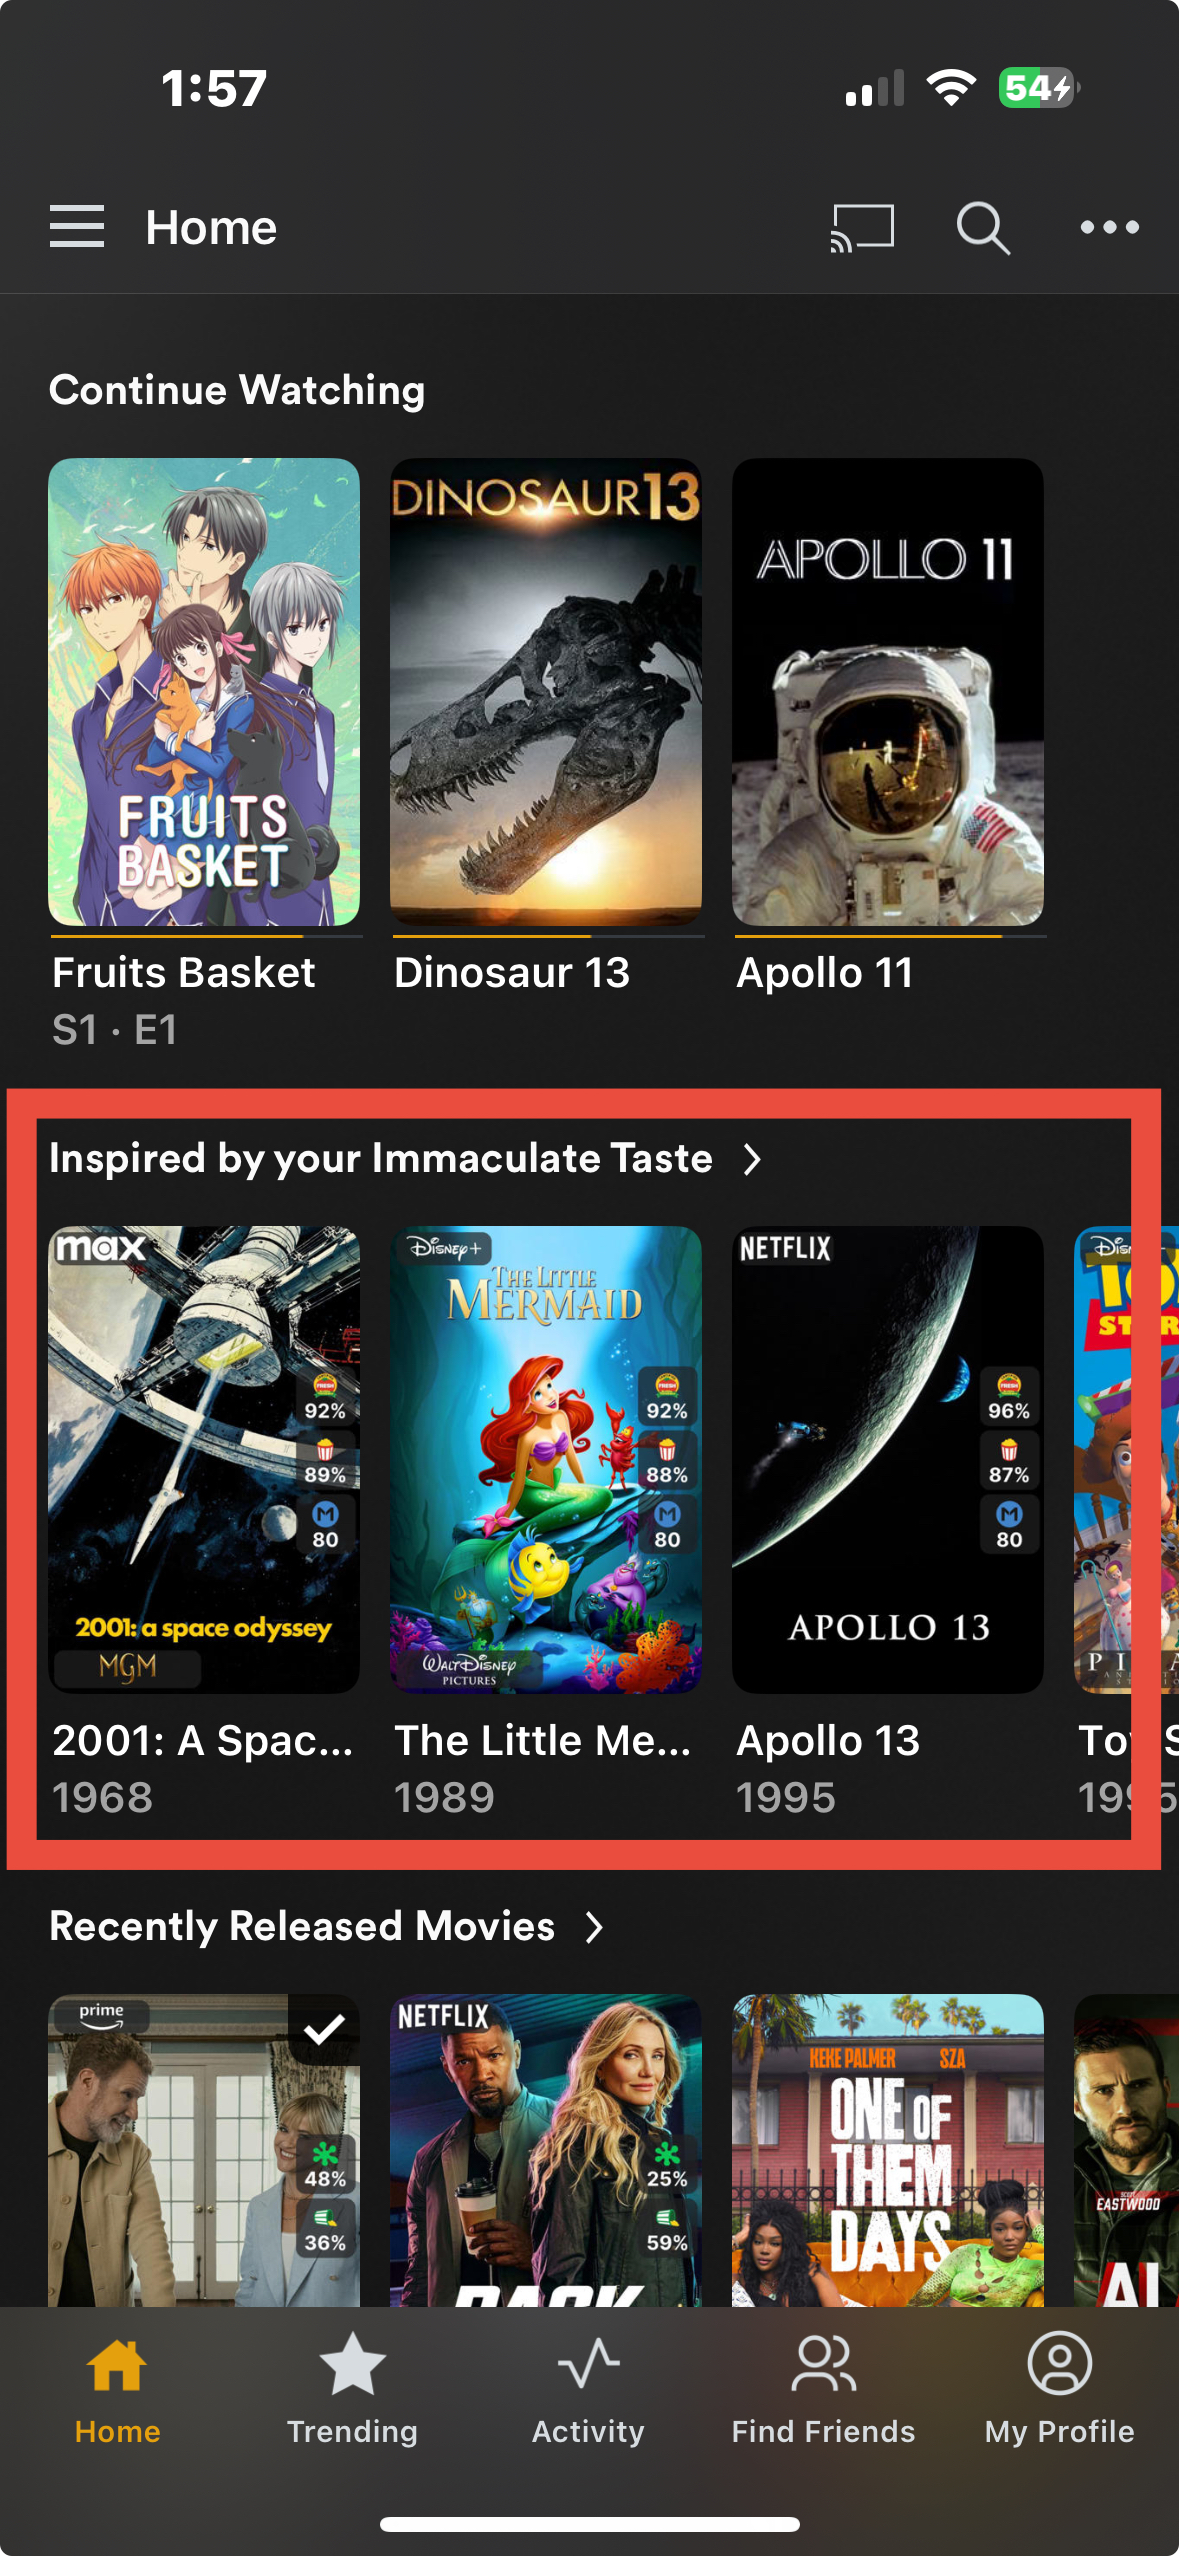 1:57
54
Home
Continue Watching
DINOSAUR 13
APOLLO 11
FRUITS
BASKET
Fruits Basket
Dinosaur 13
Apollo 11
S1 · E1
Inspired by your Immaculate Taste
max
Disney+
NETFLIX
THE LITTLE
MERMAID
FRESH
92%
FRESH
92%
FRESH
96%
89%
88%
87%
M
80
M
80
M
80
2001: a space odyssey
APOLLO 13
MGM
WALT DISNEY
PICTURES
2001: A Spac...
The Little Me...
Apollo 13
1968
1989
1995
Recently Released Movies
prime
NETFLIX
KEKE PALMER SZA
ONE OF
THEM
DAYS
48%
25%
EASTWOOD
36%
59%
Home
Trending
Activity
Find Friends
My Profile